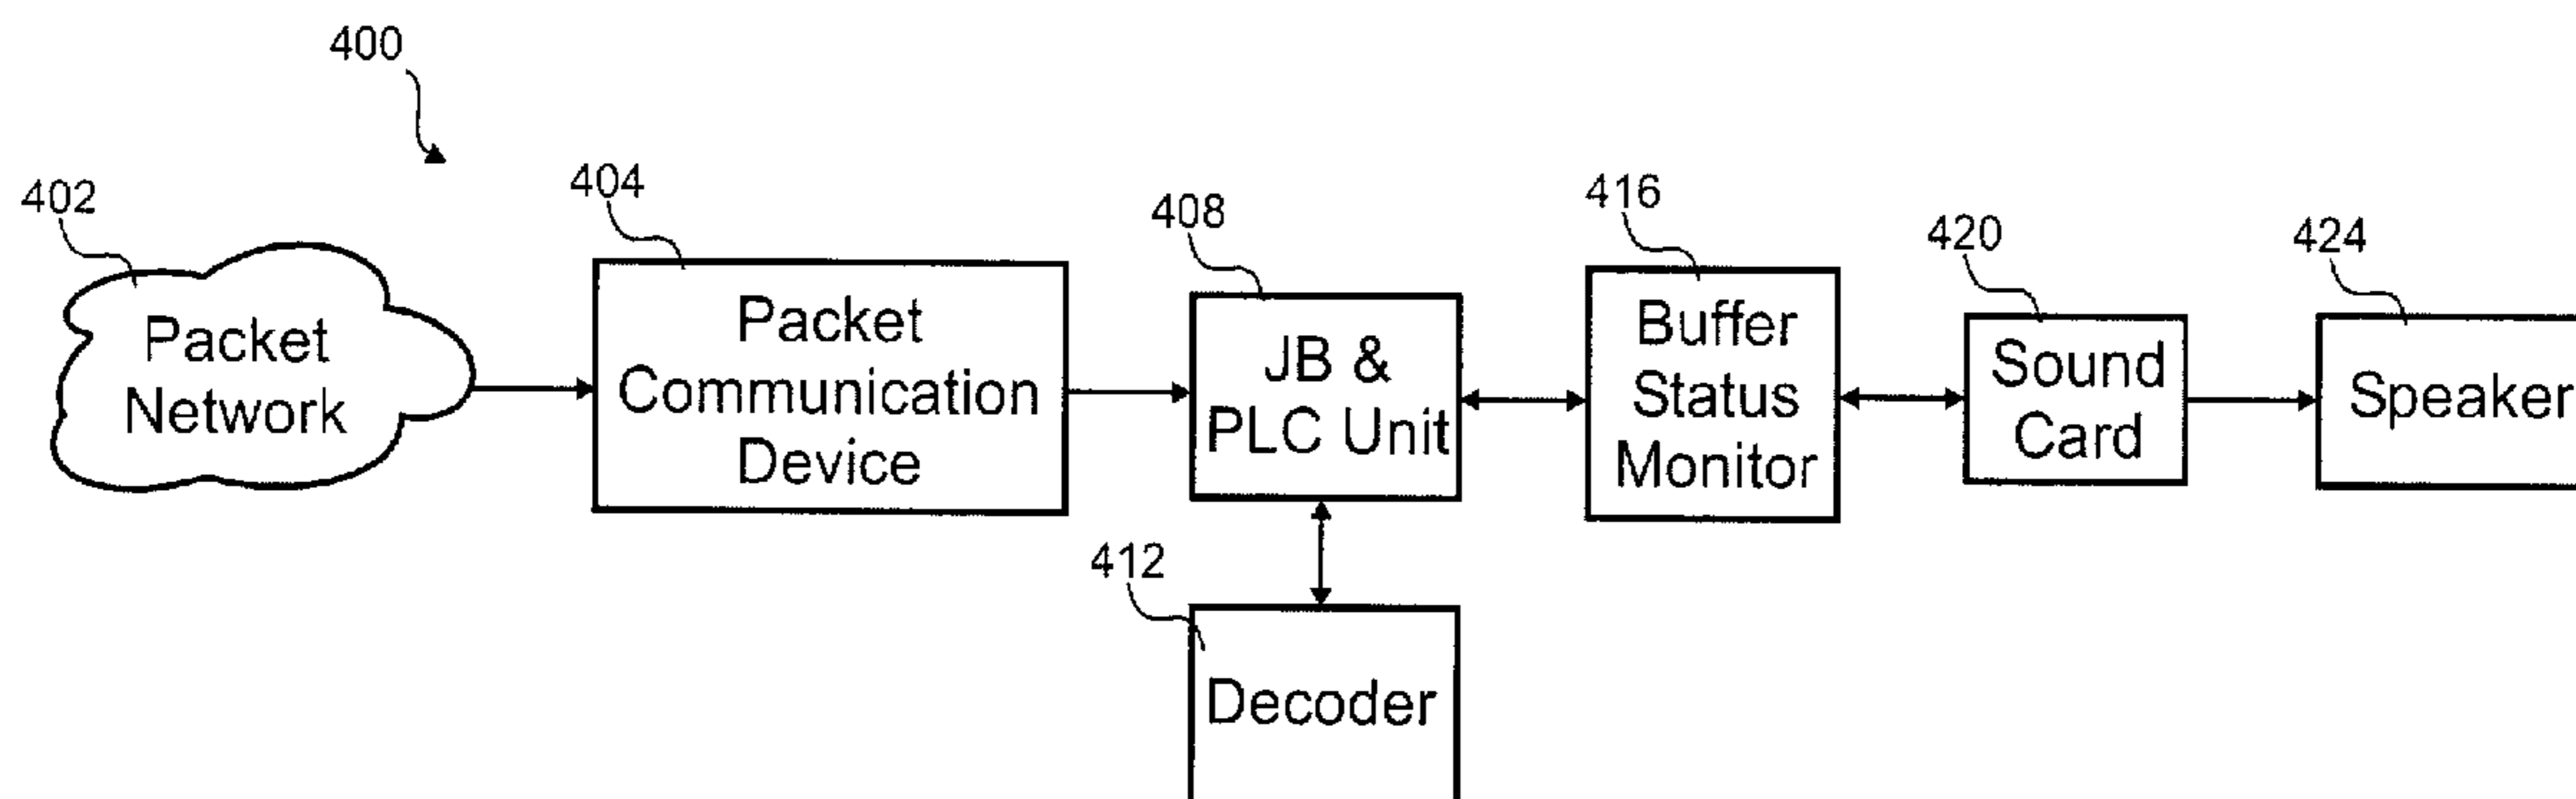 400
402
Packet
Network
404
Packet
Communication
Device
408
JB &
PLC Unit
412
Decoder
416
Buffer
Status
Monitor
420
Sound
Card
424
Speaker